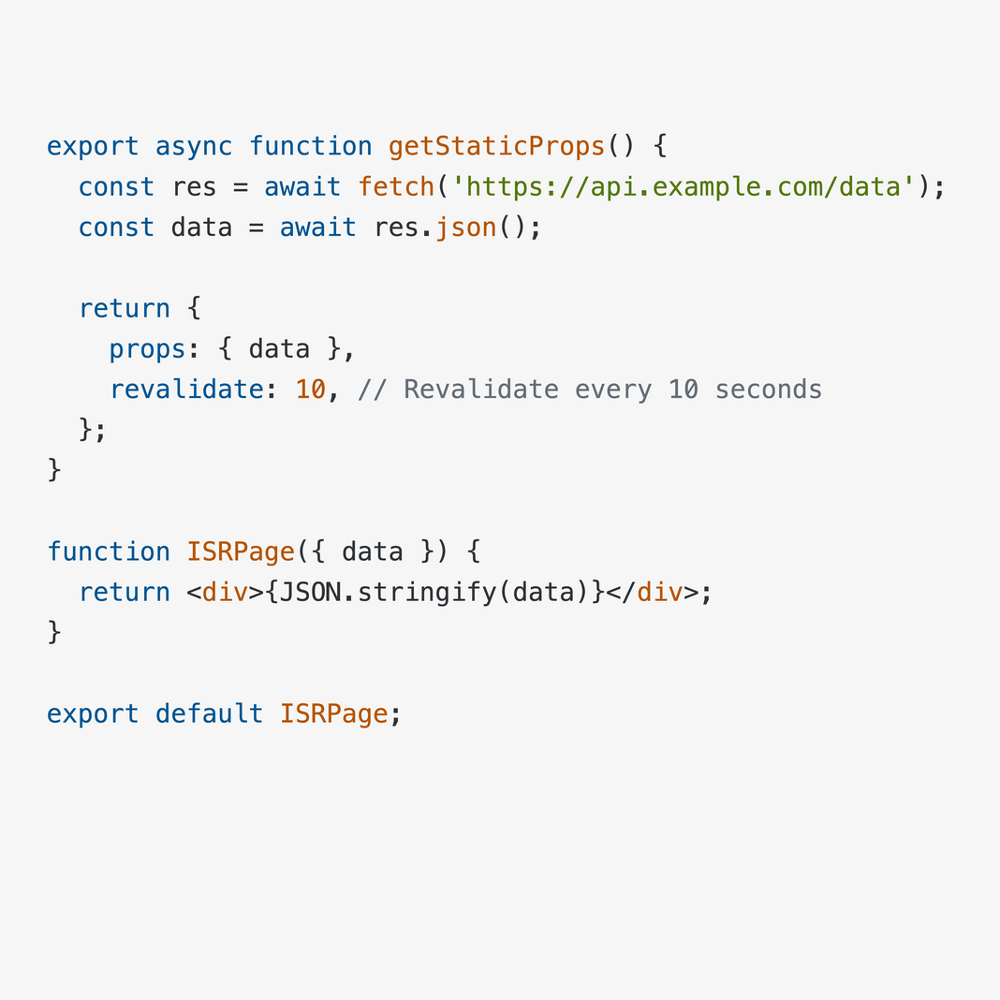 export async function getStaticProps() {
  const res = await fetch('https://api.example.com/data');
  const data = await res.json();

  return {
    props: { data },
    revalidate: 10, // Revalidate every 10 seconds
  };
}

function ISRPage({ data }) {
  return <div>{JSON.stringify(data)}</div>;
}

export default ISRPage;